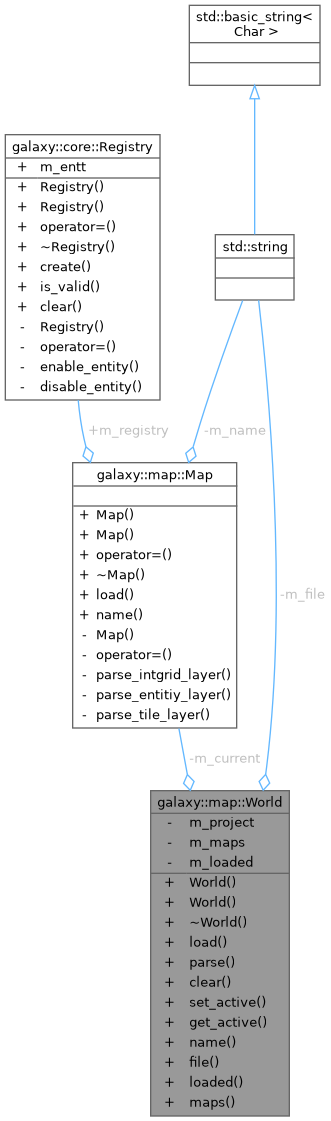 std::basic_string<
Char >
galaxy::core::Registry
+ m_entt
+ Registry()
+ Registry()
+ operator=()
+ ~Registry()
+ create()
+ is_valid()
+ clear()
- Registry()
- operator=()
- enable_entity()
- disable_entity()
std::string
+m_registry
-m_name
galaxy::map::Map
+ Map()
+ Map()
+ operator=()
+ ~Map()
+ load()
+ name()
- Map()
- operator=()
- parse_intgrid_layer()
- parse_entitiy_layer()
- parse_tile_layer()
-m_file
-m_current
galaxy::map::World
- m_project
- m_maps
- m_loaded
+ World()
+ World()
+ ~World()
+ load()
+ parse()
+ clear()
+ set_active()
+ get_active()
+ name()
+ file()
+ loaded()
+ maps()